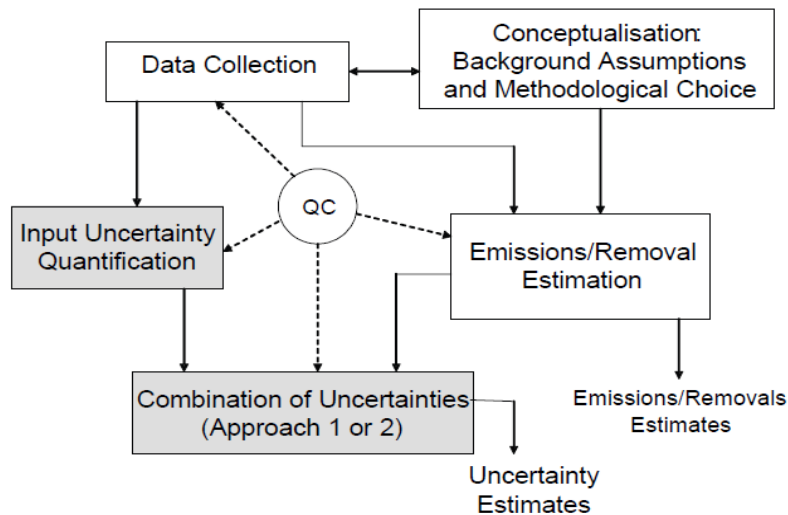 Data Collection
Conceptualisation:
Background Assumptions
and Methodological Choice
QC
Input Uncertainty
Quantification
Emissions/Removal
Estimation
Combination of Uncertainties
(Approach 1 or 2)
Emissions/Removals
Estimates
Uncertainty
Estimates